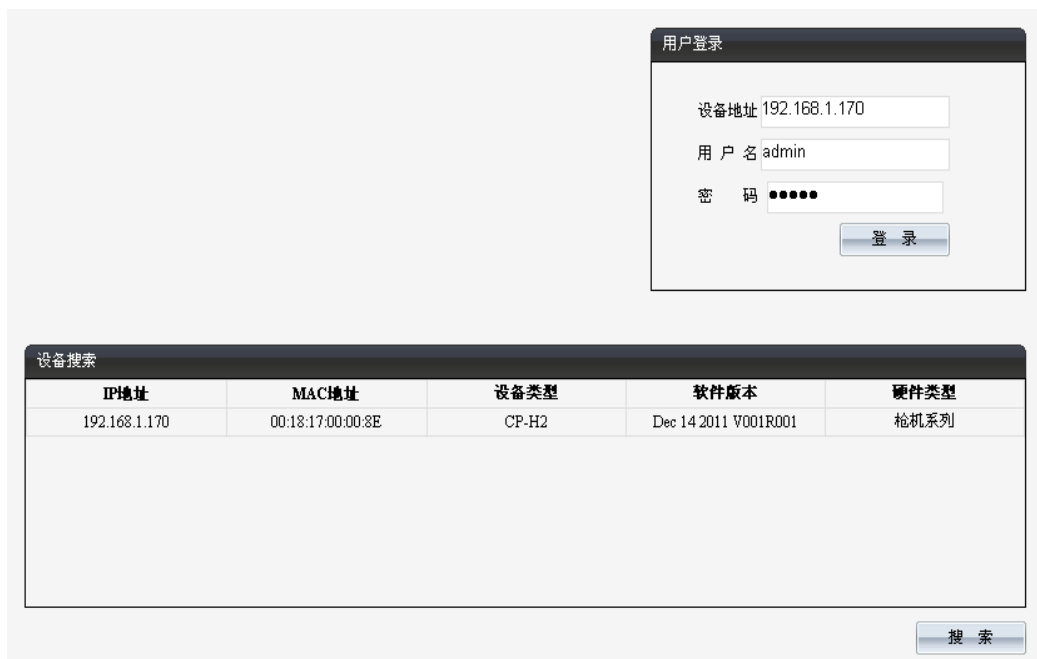 用户登录
设备地址 192.168.1.170
用 户 名 admin
密 码 ●●●●●
登 录
设备搜索
IP地址 MAC地址 设备类型 软件版本 硬件类型
192.168.1.170 00:18:17:00:00:8E CP-H2 Dec 14 2011 V001R001 枪机系列
搜 索